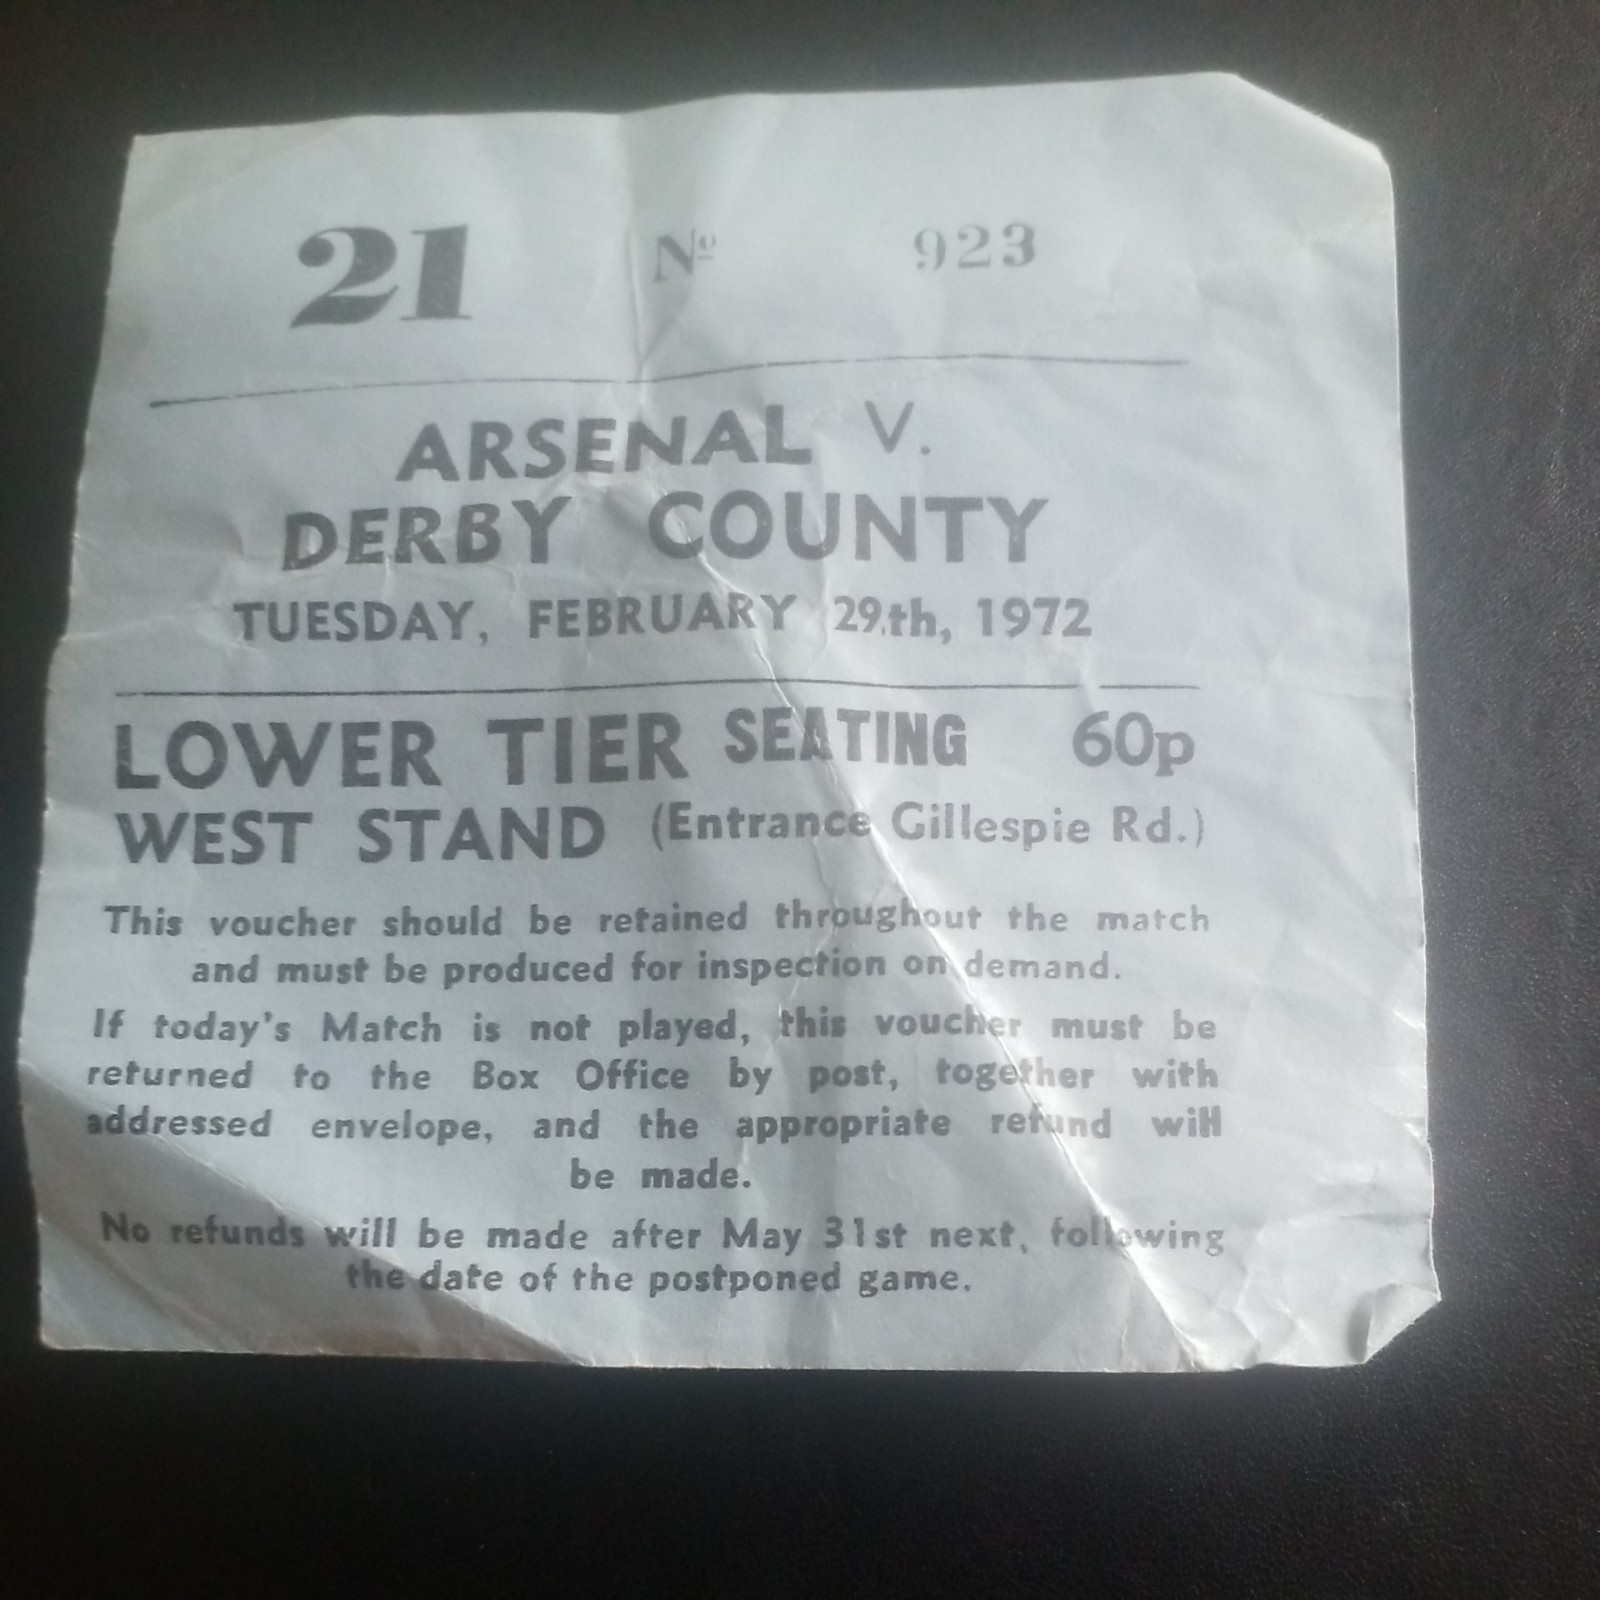 21 Nº 923
ARSENAL V.
DERBY COUNTY
TUESDAY, FEBRUARY 29.th, 1972
LOWER TIER SEATING 60p
WEST STAND (Entrance Gillespie Rd.)
This voucher should be retained throughout the match
and must be produced for inspection on demand.
If today's Match is not played, this voucher must be
returned to the Box Office by post, together with
addressed envelope, and the appropriate refund will
be made.
No refunds will be made after May 31st next, following
the date of the postponed game.